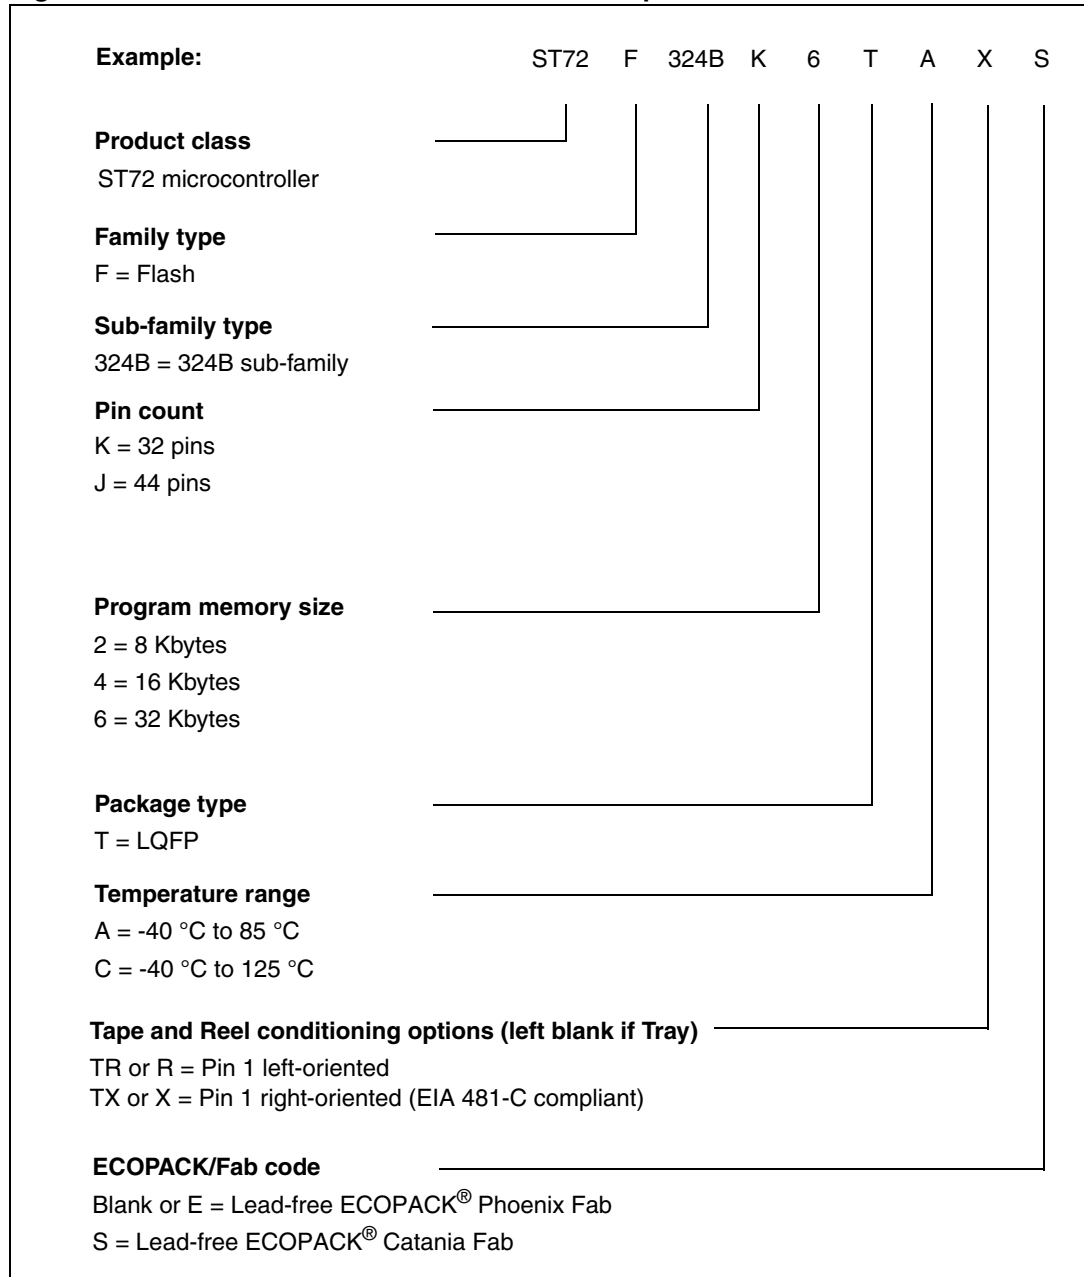 Example: ST72 F 324B K 6 T A X S
Product class
ST72 microcontroller
Family type
F = Flash
Sub-family type
324B = 324B sub-family
Pin count
K = 32 pins
J = 44 pins
Program memory size
2 = 8 Kbytes
4 = 16 Kbytes
6 = 32 Kbytes
Package type
T = LQFP
Temperature range
A = -40 °C to 85 °C
C = -40 °C to 125 °C
Tape and Reel conditioning options (left blank if Tray)
TR or R = Pin 1 left-oriented
TX or X = Pin 1 right-oriented (EIA 481-C compliant)
ECOPACK/Fab code
Blank or E = Lead-free ECOPACK® Phoenix Fab
S = Lead-free ECOPACK® Catania Fab